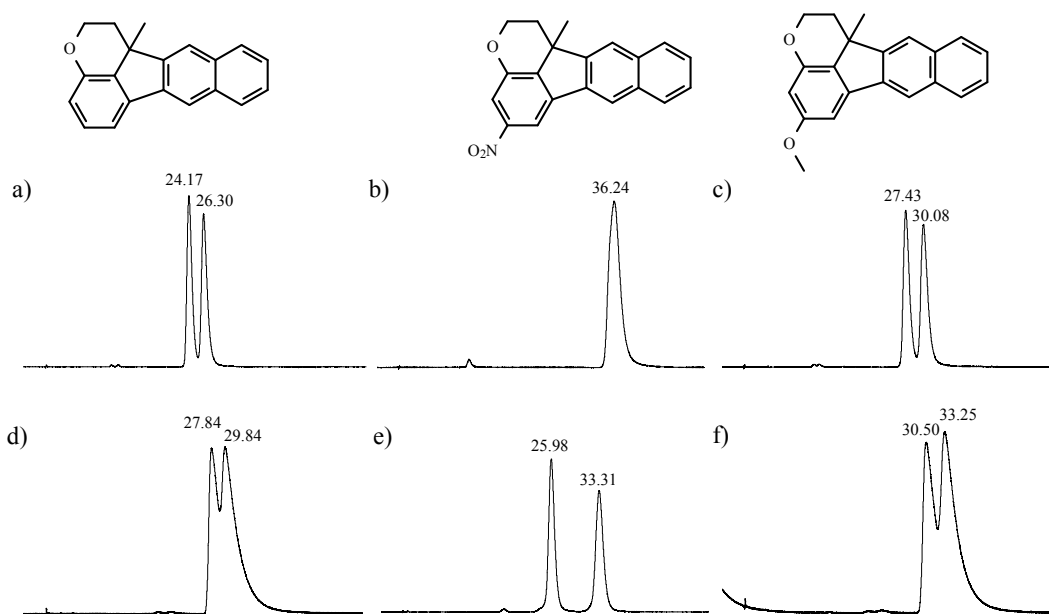 O
O
O
O₂N
O
a)
24.17
26.30
b)
36.24
c)
27.43
30.08
d)
27.84
29.84
e)
25.98
33.31
f)
30.50
33.25